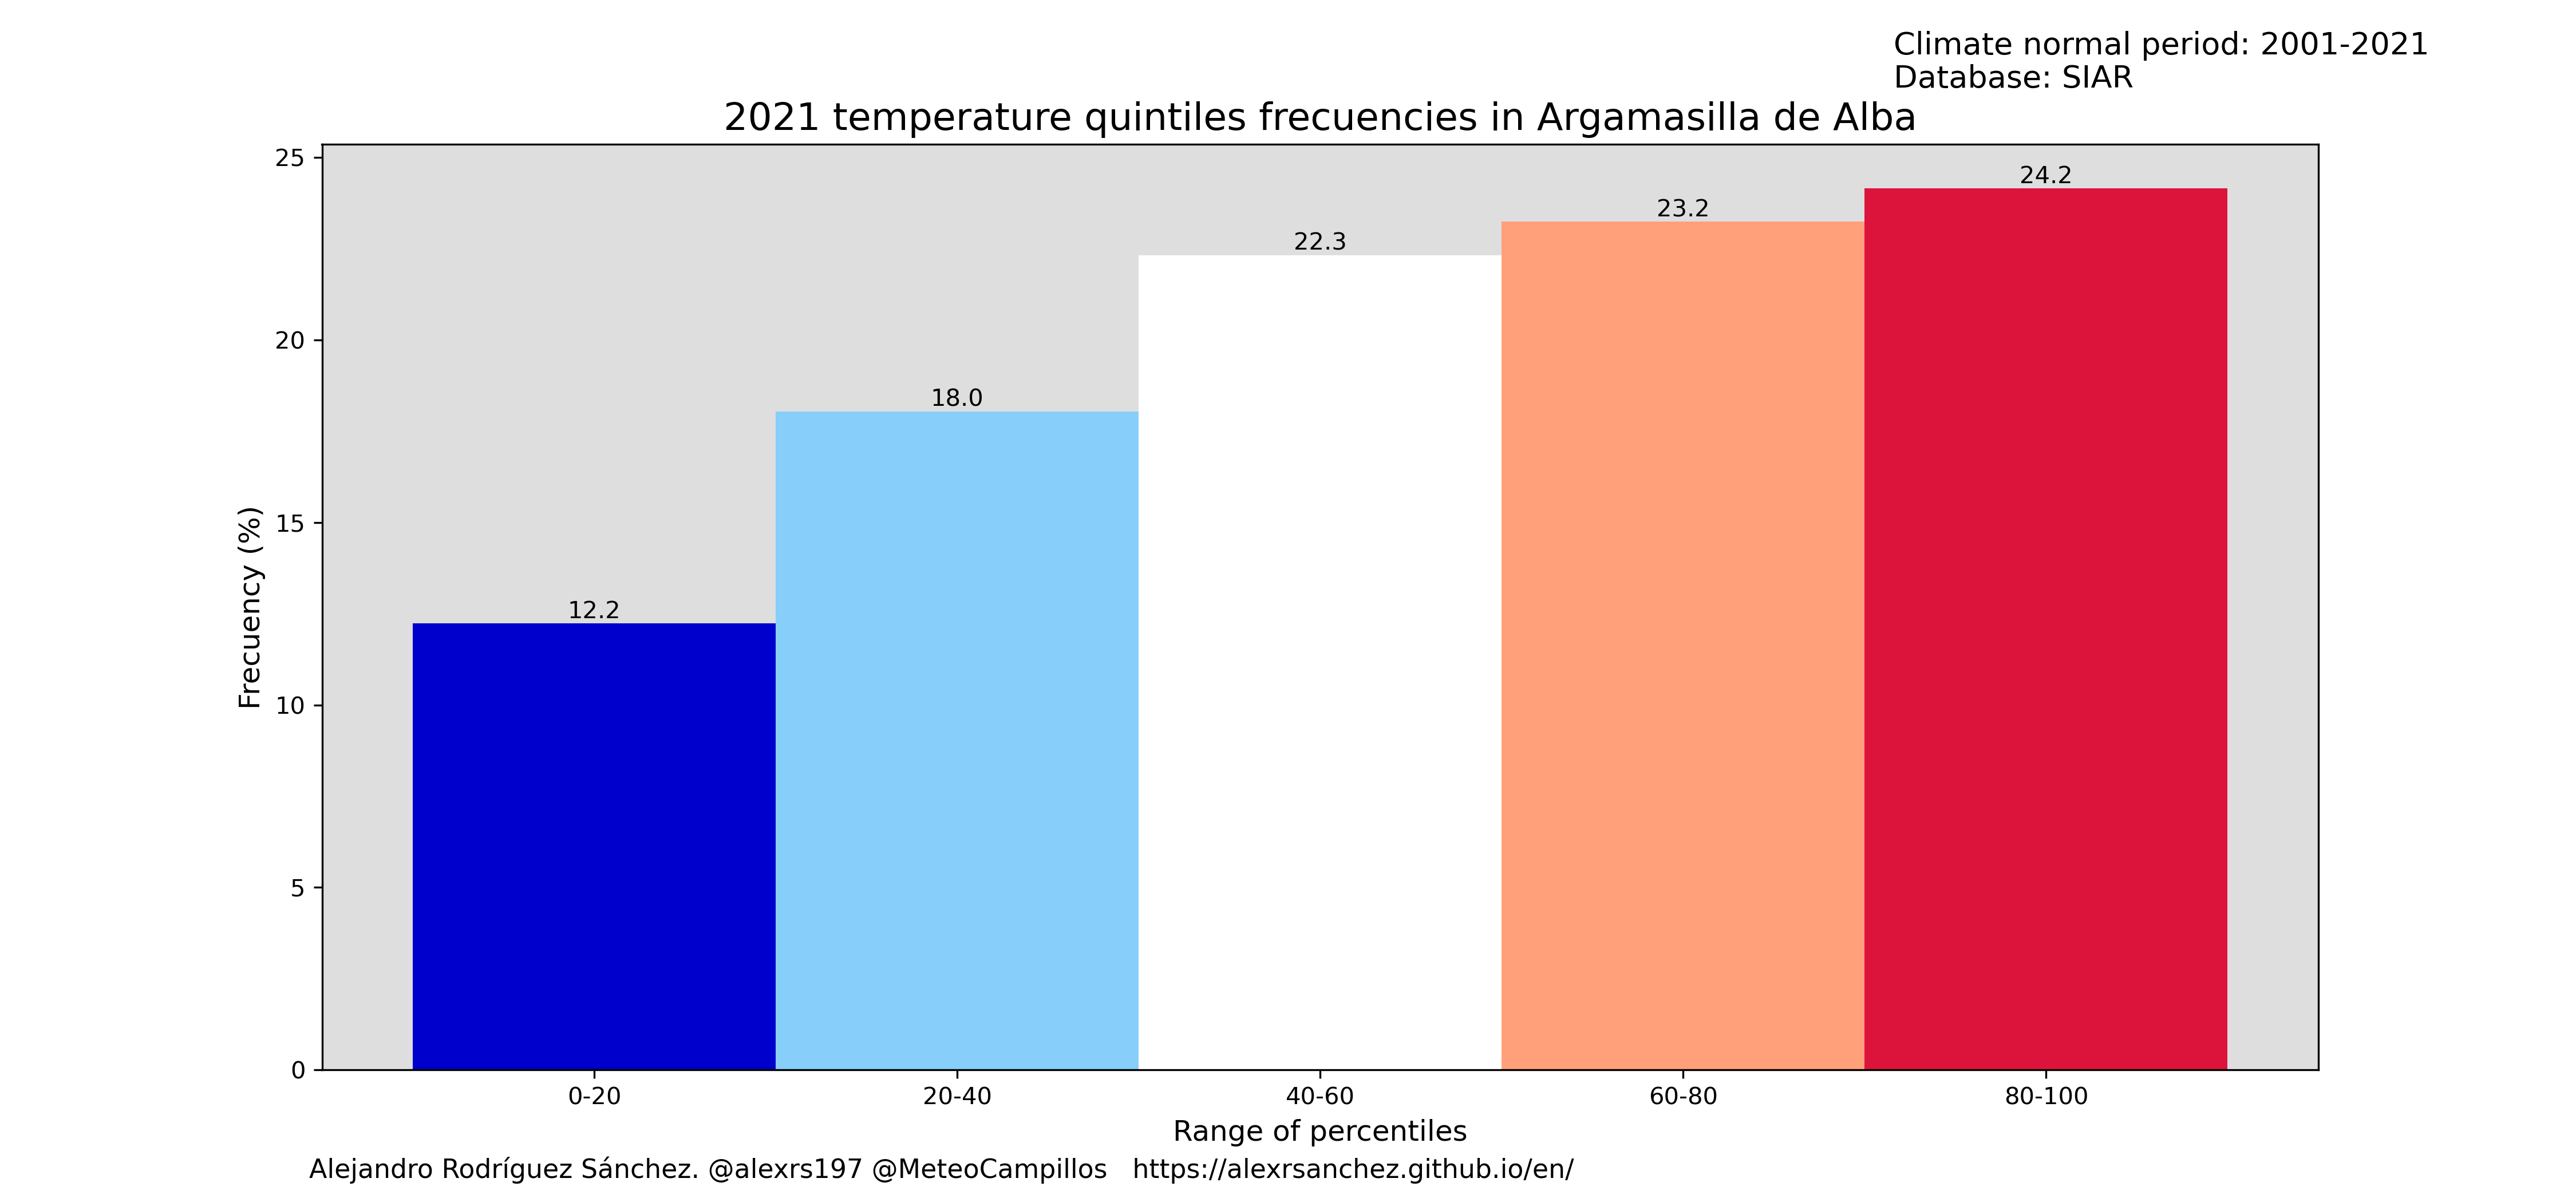 Climate normal period: 2001-2021
Database: SIAR
2021 temperature quintiles frecuencies in Argamasilla de Alba
25
20
15
10
5
0
Frecuency (%)
12.2
18.0
22.3
23.2
24.2
0-20
20-40
40-60
60-80
80-100
Range of percentiles
Alejandro Rodríguez Sánchez. @alexrs197 @MeteoCampillos https://alexrsanchez.github.io/en/